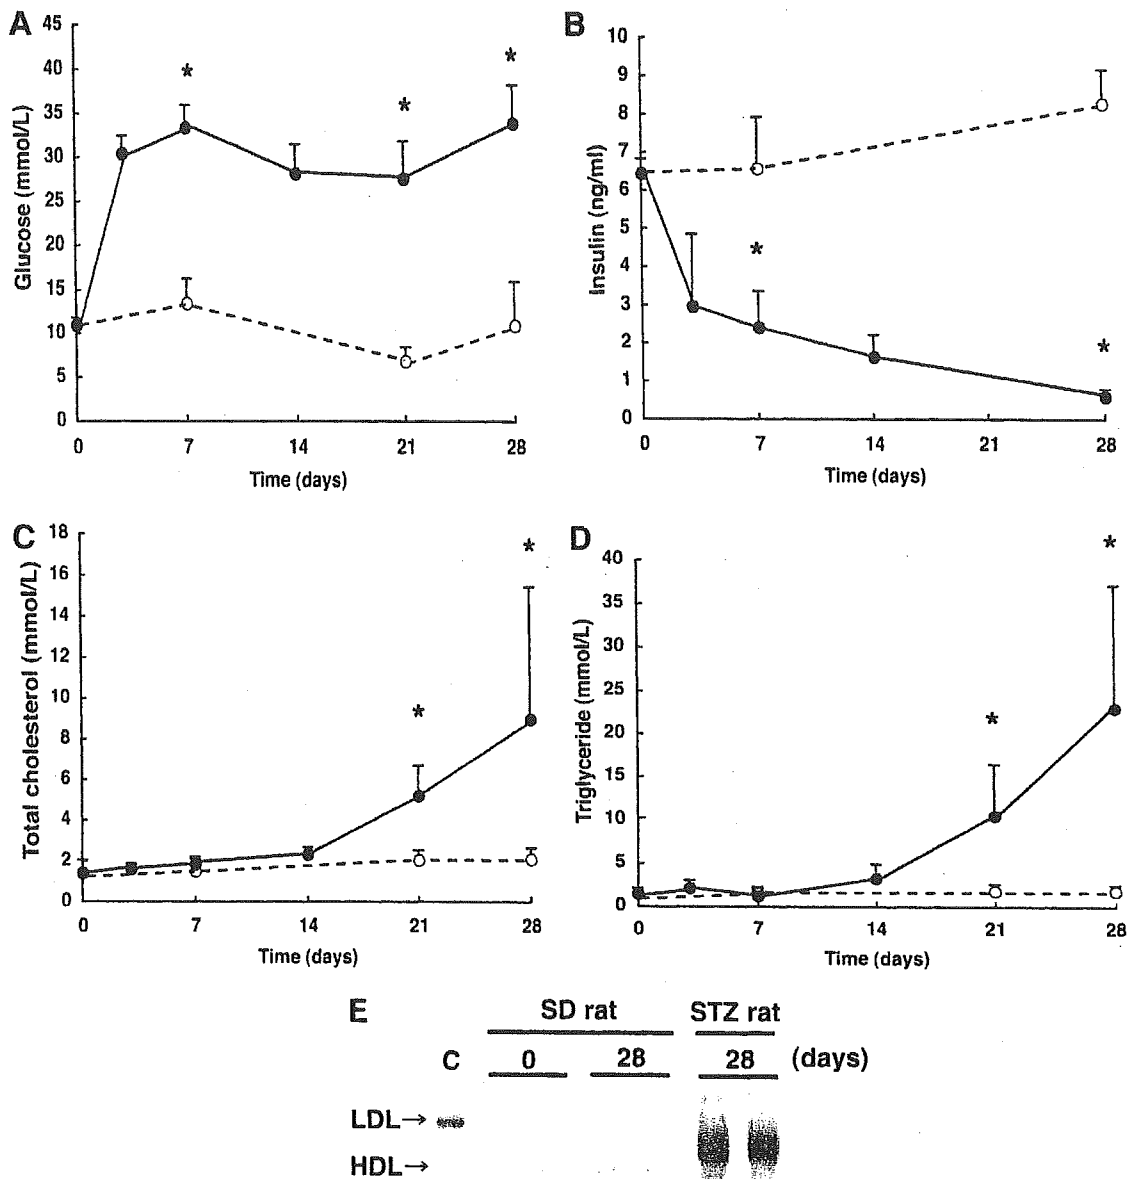 A
45
40
35
30
25
20
15
10
5
0
Glucose (mmol/L)
* * *
0 7 14 21 28
Time (days)
B
10
9
8
7
6
5
4
3
2
1
0
Insulin (ng/ml)
* *
0 7 14 21 28
Time (days)
C
18
16
14
12
10
8
6
4
2
0
Total cholesterol (mmol/L)
* *
0 7 14 21 28
Time (days)
D
40
35
30
25
20
15
10
5
0
Triglyceride (mmol/L)
* *
0 7 14 21 28
Time (days)
E
SD rat STZ rat
C 0 28 28 (days)
LDL→
HDL→